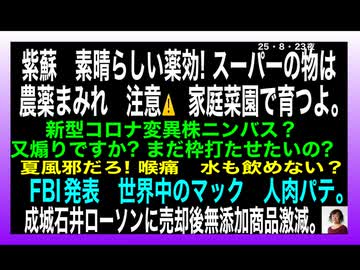 25・8・23夜
紫蘇　素晴らしい薬効! スーパーの物は
農薬まみれ　注意⚠　家庭菜園で育つよ。
新型コロナ変異株ニンバス？
又煽りですか? まだ枠打たせたいの?
夏風邪だろ! 喉痛　水も飲めない？
FBI発表　世界中のマック　人肉パテ。
成城石井ローソンに売却後無添加商品激減。